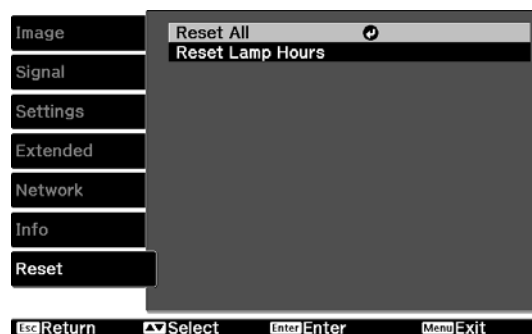 Image
Signal
Settings
Extended
Network
Info
Reset
Reset All
Reset Lamp Hours
Esc Return Select Enter Enter Menu Exit